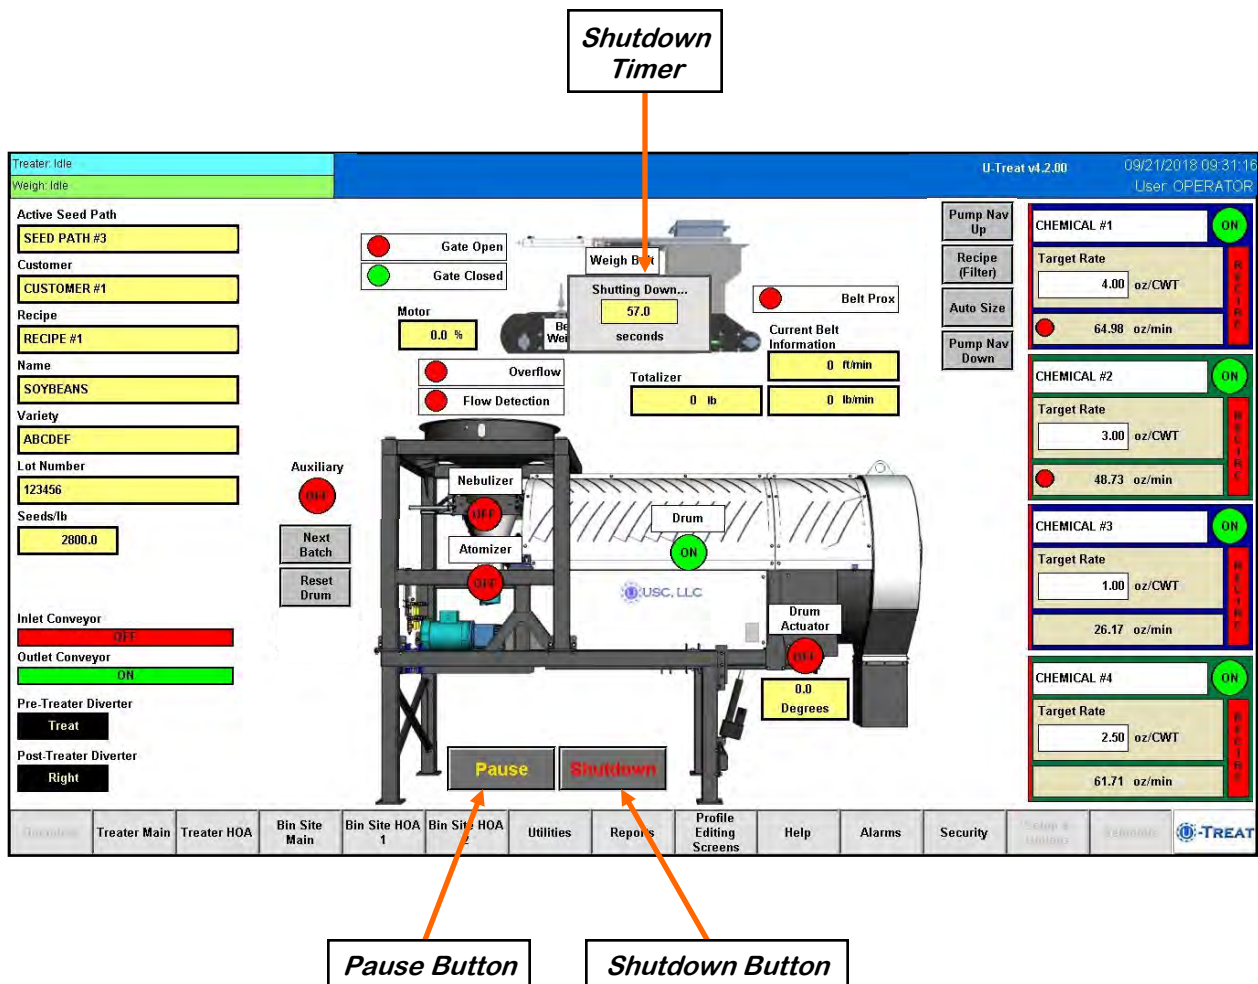 Shutdown
Timer
Treater: Idle
Weigh: Idle
U-Treat v4.2.00
09/21/2018 09:31:16
User: OPERATOR
Active Seed Path
SEED PATH #3
Customer
CUSTOMER #1
Recipe
RECIPE #1
Name
SOYBEANS
Variety
ABCDEF
Lot Number
123456
Seeds/lb
2800.0
Inlet Conveyor
OFF
Outlet Conveyor
ON
Pre-Treater Diverter
Treat
Post-Treater Diverter
Right
Auxiliary
OFF
Next
Batch
Reset
Drum
Gate Open
Gate Closed
Motor
0.0 %
Overflow
Flow Detection
Shutting Down...
57.0
seconds
Belt Prox
Current Belt
Information
0 ft/min
0 lb/min
Totalizer
0 lb
Nebulizer
OFF
Atomizer
OFF
Drum
ON
USC, LLC
Drum
Actuator
OFF
0.0
Degrees
Pause
Shutdown
Pump Nav
Up
Recipe
(Filter)
Auto Size
Pump Nav
Down
CHEMICAL #1
ON
Target Rate
4.00 oz/CWT
64.98 oz/min
RECIRC
CHEMICAL #2
ON
Target Rate
3.00 oz/CWT
48.73 oz/min
RECIRC
CHEMICAL #3
ON
Target Rate
1.00 oz/CWT
26.17 oz/min
RECIRC
CHEMICAL #4
ON
Target Rate
2.50 oz/CWT
61.71 oz/min
RECIRC
Treater Main
Treater HOA
Bin Site
Main
Bin Site HOA
1
Bin Site HOA
2
Utilities
Reports
Profile
Editing
Screens
Help
Alarms
Security
U-TREAT
Pause Button
Shutdown Button